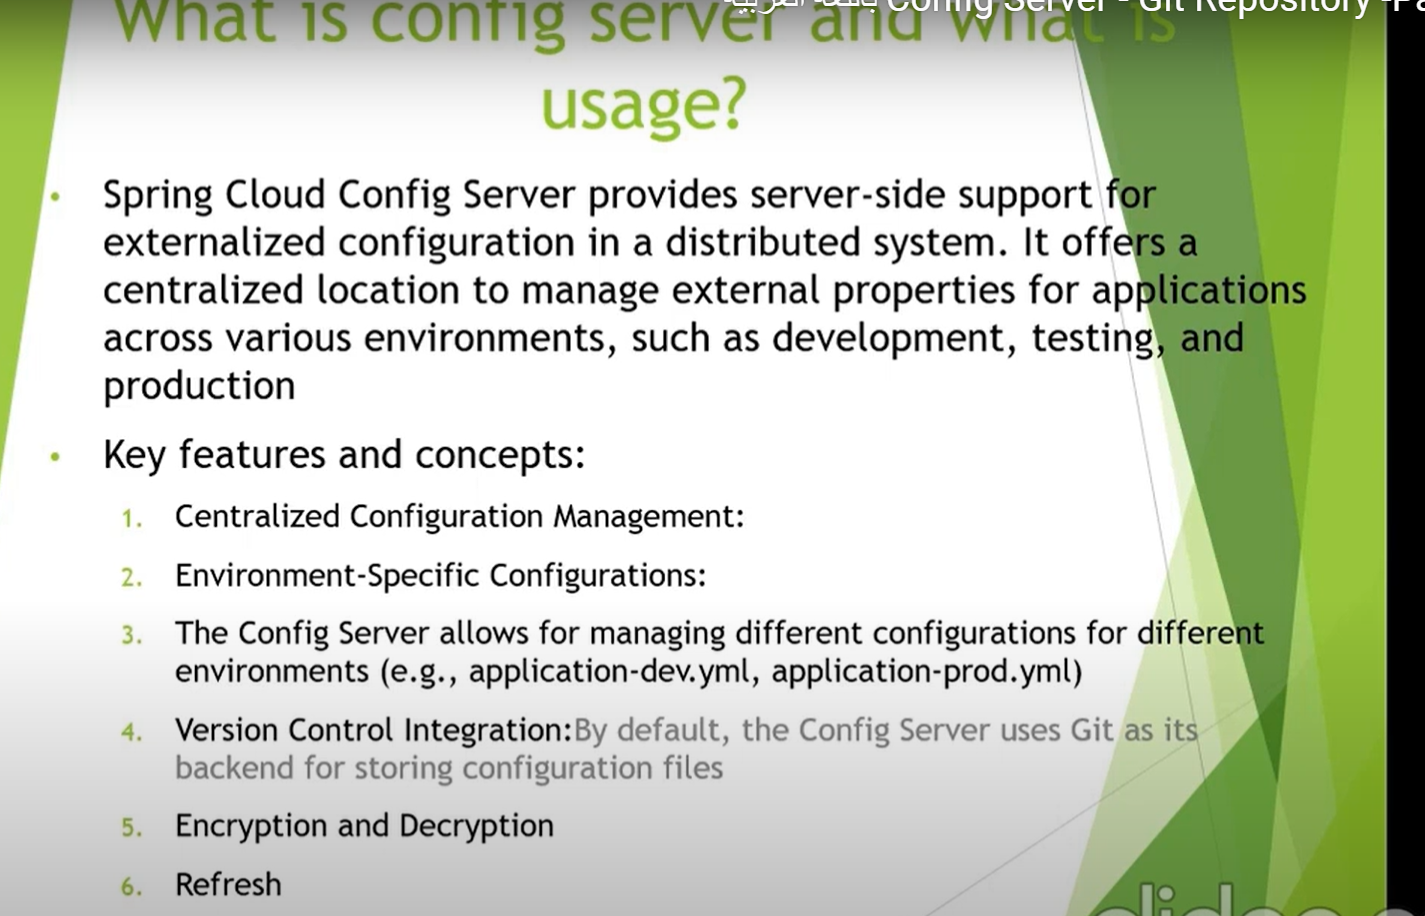 باللغة العربية Config Server - Git Repository -Pa
What is config server and what is
usage?
• Spring Cloud Config Server provides server-side support for
externalized configuration in a distributed system. It offers a
centralized location to manage external properties for applications
across various environments, such as development, testing, and
production
• Key features and concepts:
1. Centralized Configuration Management:
2. Environment-Specific Configurations:
3. The Config Server allows for managing different configurations for different
environments (e.g., application-dev.yml, application-prod.yml)
4. Version Control Integration:By default, the Config Server uses Git as its
backend for storing configuration files
5. Encryption and Decryption
6. Refresh